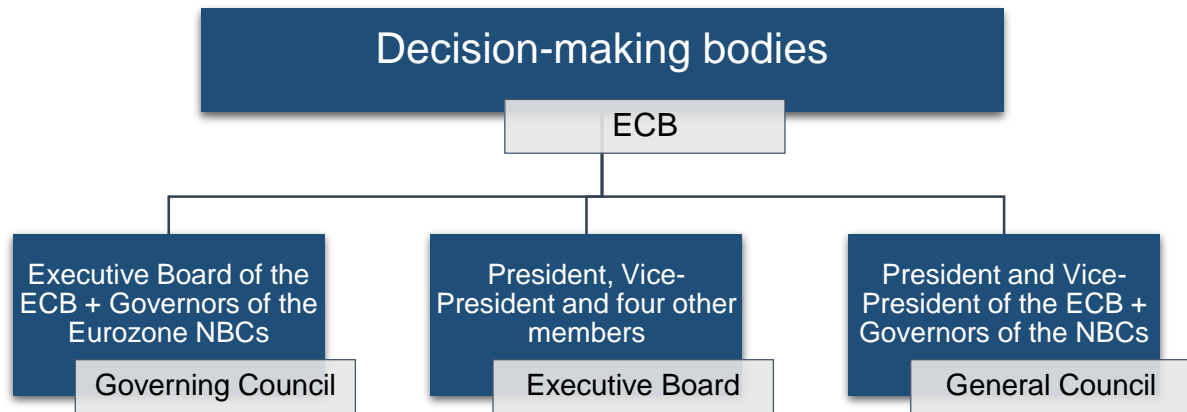 Decision-making bodies
ECB
Executive Board of the
ECB + Governors of the
Eurozone NBCs
Governing Council
President, Vice-
President and four other
members
Executive Board
President and Vice-
President of the ECB +
Governors of the NBCs
General Council